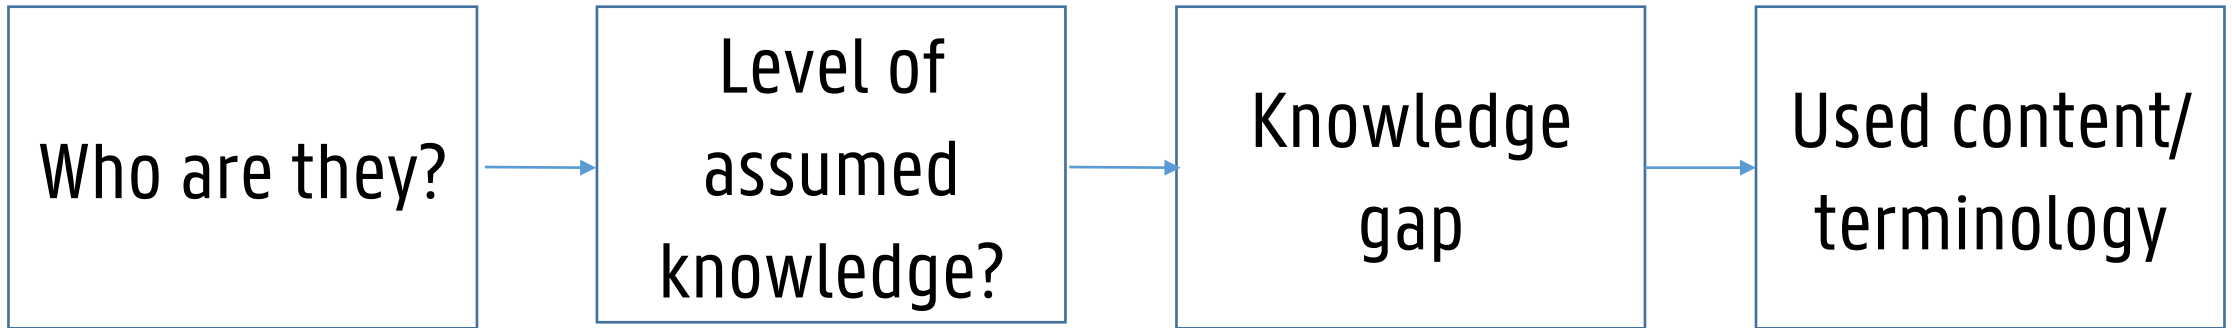 Who are they?
Level of
assumed
knowledge?
Knowledge
gap
Used content/
terminology